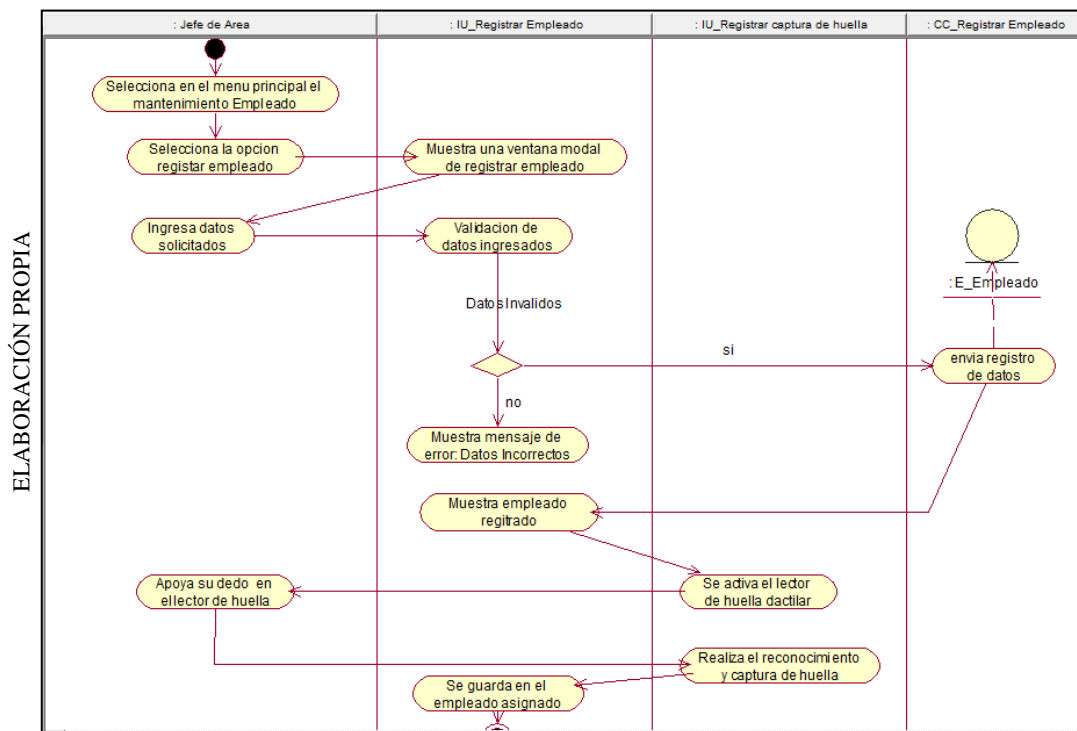 : Jefe de Area
: IU_Registrar Empleado
: IU_Registrar captura de huella
: CC_Registrar Empleado
Selecciona en el menu principal el
mantenimiento Empleado
Selecciona la opcion
registar empleado
Muestra una ventana modal
de registrar empleado
Ingresa datos
solicitados
Validacion de
datos ingresados
: E_Empleado
Datos Invalidos
si
envia registro
de datos
no
Muestra mensaje de
error: Datos Incorrectos
Muestra empleado
regitrado
Apoya su dedo en
el lector de huella
Se activa el lector
de huella dactilar
Realiza el reconocimiento
y captura de huella
Se guarda en el
empleado asignado
ELABORACIÓN PROPIA